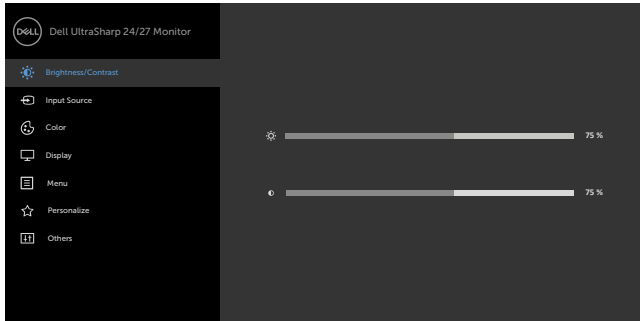 DELL
Dell UltraSharp 24/27 Monitor
Brightness/Contrast
Input Source
Color
Display
Menu
Personalize
Others
75 %
75 %